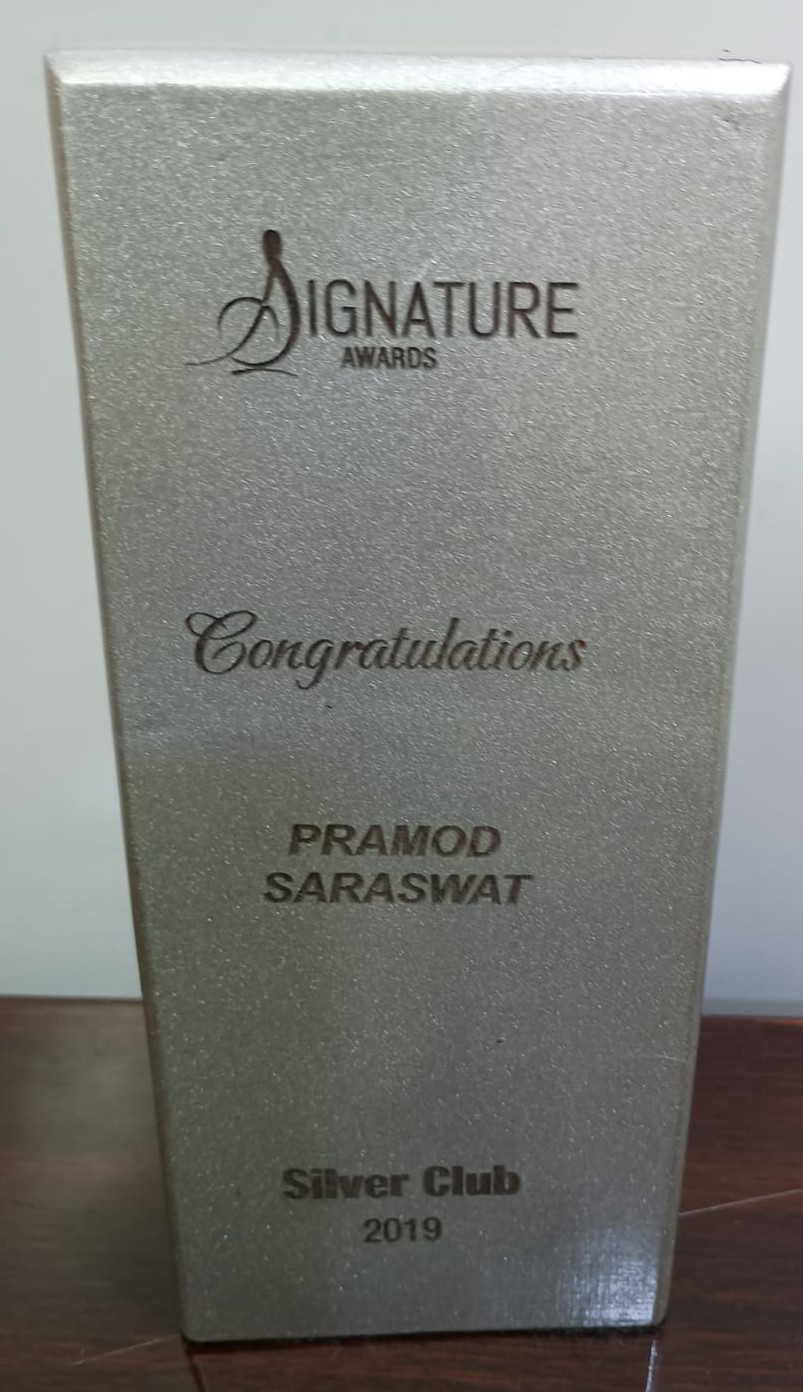 SIGNATURE
AWARDS
Congratulations
PRAMOD
SARASWAT
Silver Club
2019